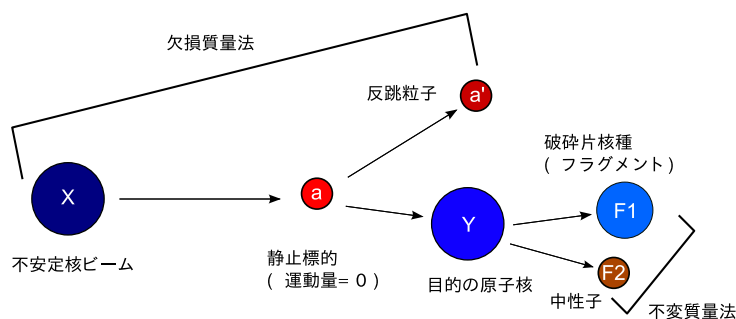 欠損質量法
反跳粒子
a'
破砕片核種
( フラグメント)
X
a
Y
F1
F2
不安定核ビーム
静止標的
( 運動量= 0 )
目的の原子核
中性子
不変質量法